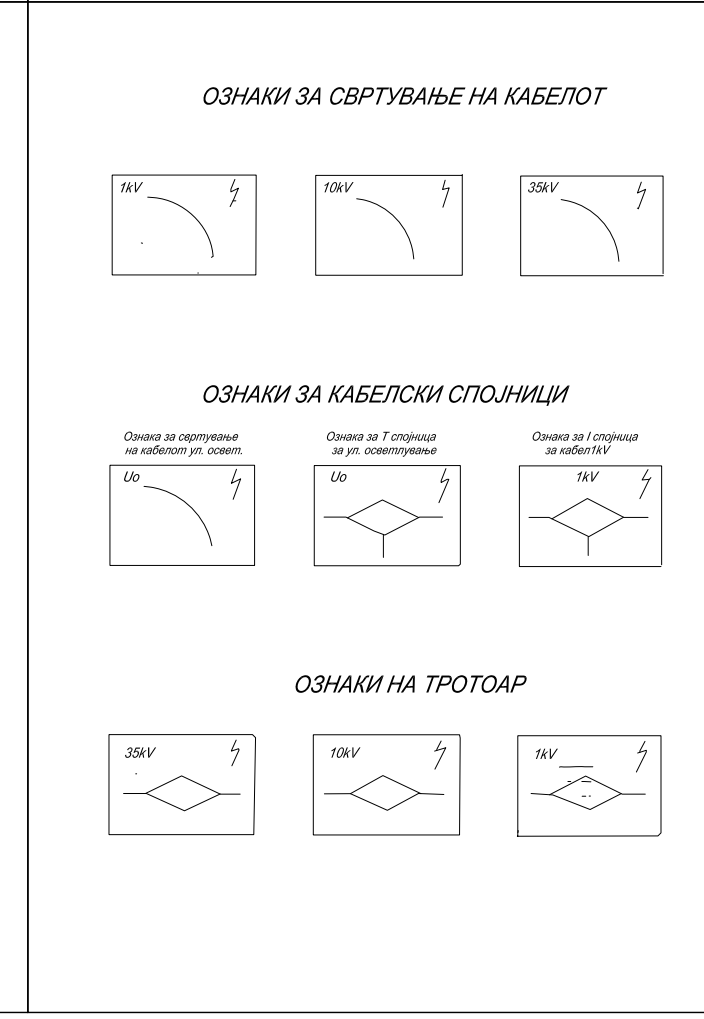 ОЗНАКИ ЗА СВРТУВАЊЕ НА КАБЕЛОТ
1kV
10kV
35kV
ОЗНАКИ ЗА КАБЕЛСКИ СПОЈНИЦИ
Ознака за свртување
на кабелот ул. освет.
Ознака за Т спојница
за ул. осветлување
Ознака за I спојница
за кабел1kV
Uo
Uo
1kV
ОЗНАКИ НА ТРОТОАР
35kV
10kV
1kV